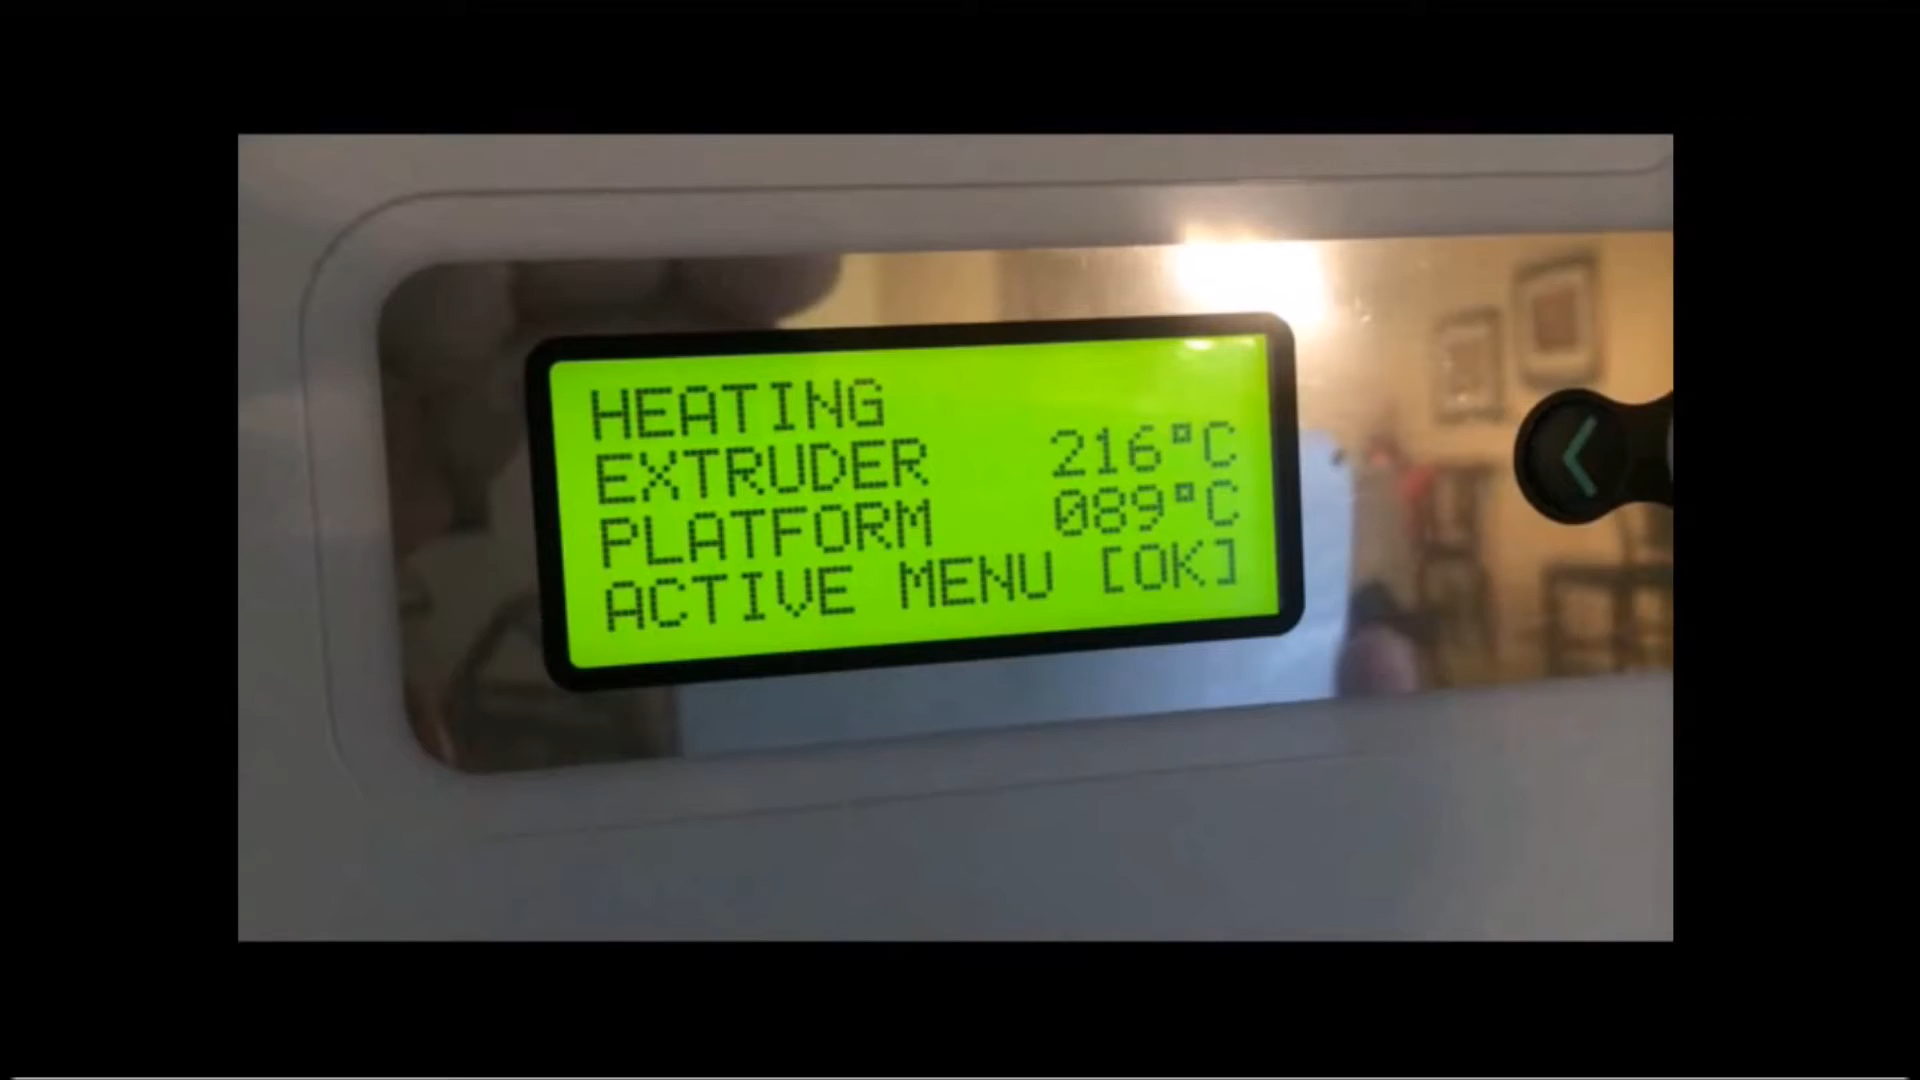 HEATING
EXTRUDER 216°C
PLATFORM 089°C
ACTIVE MENU [OK]